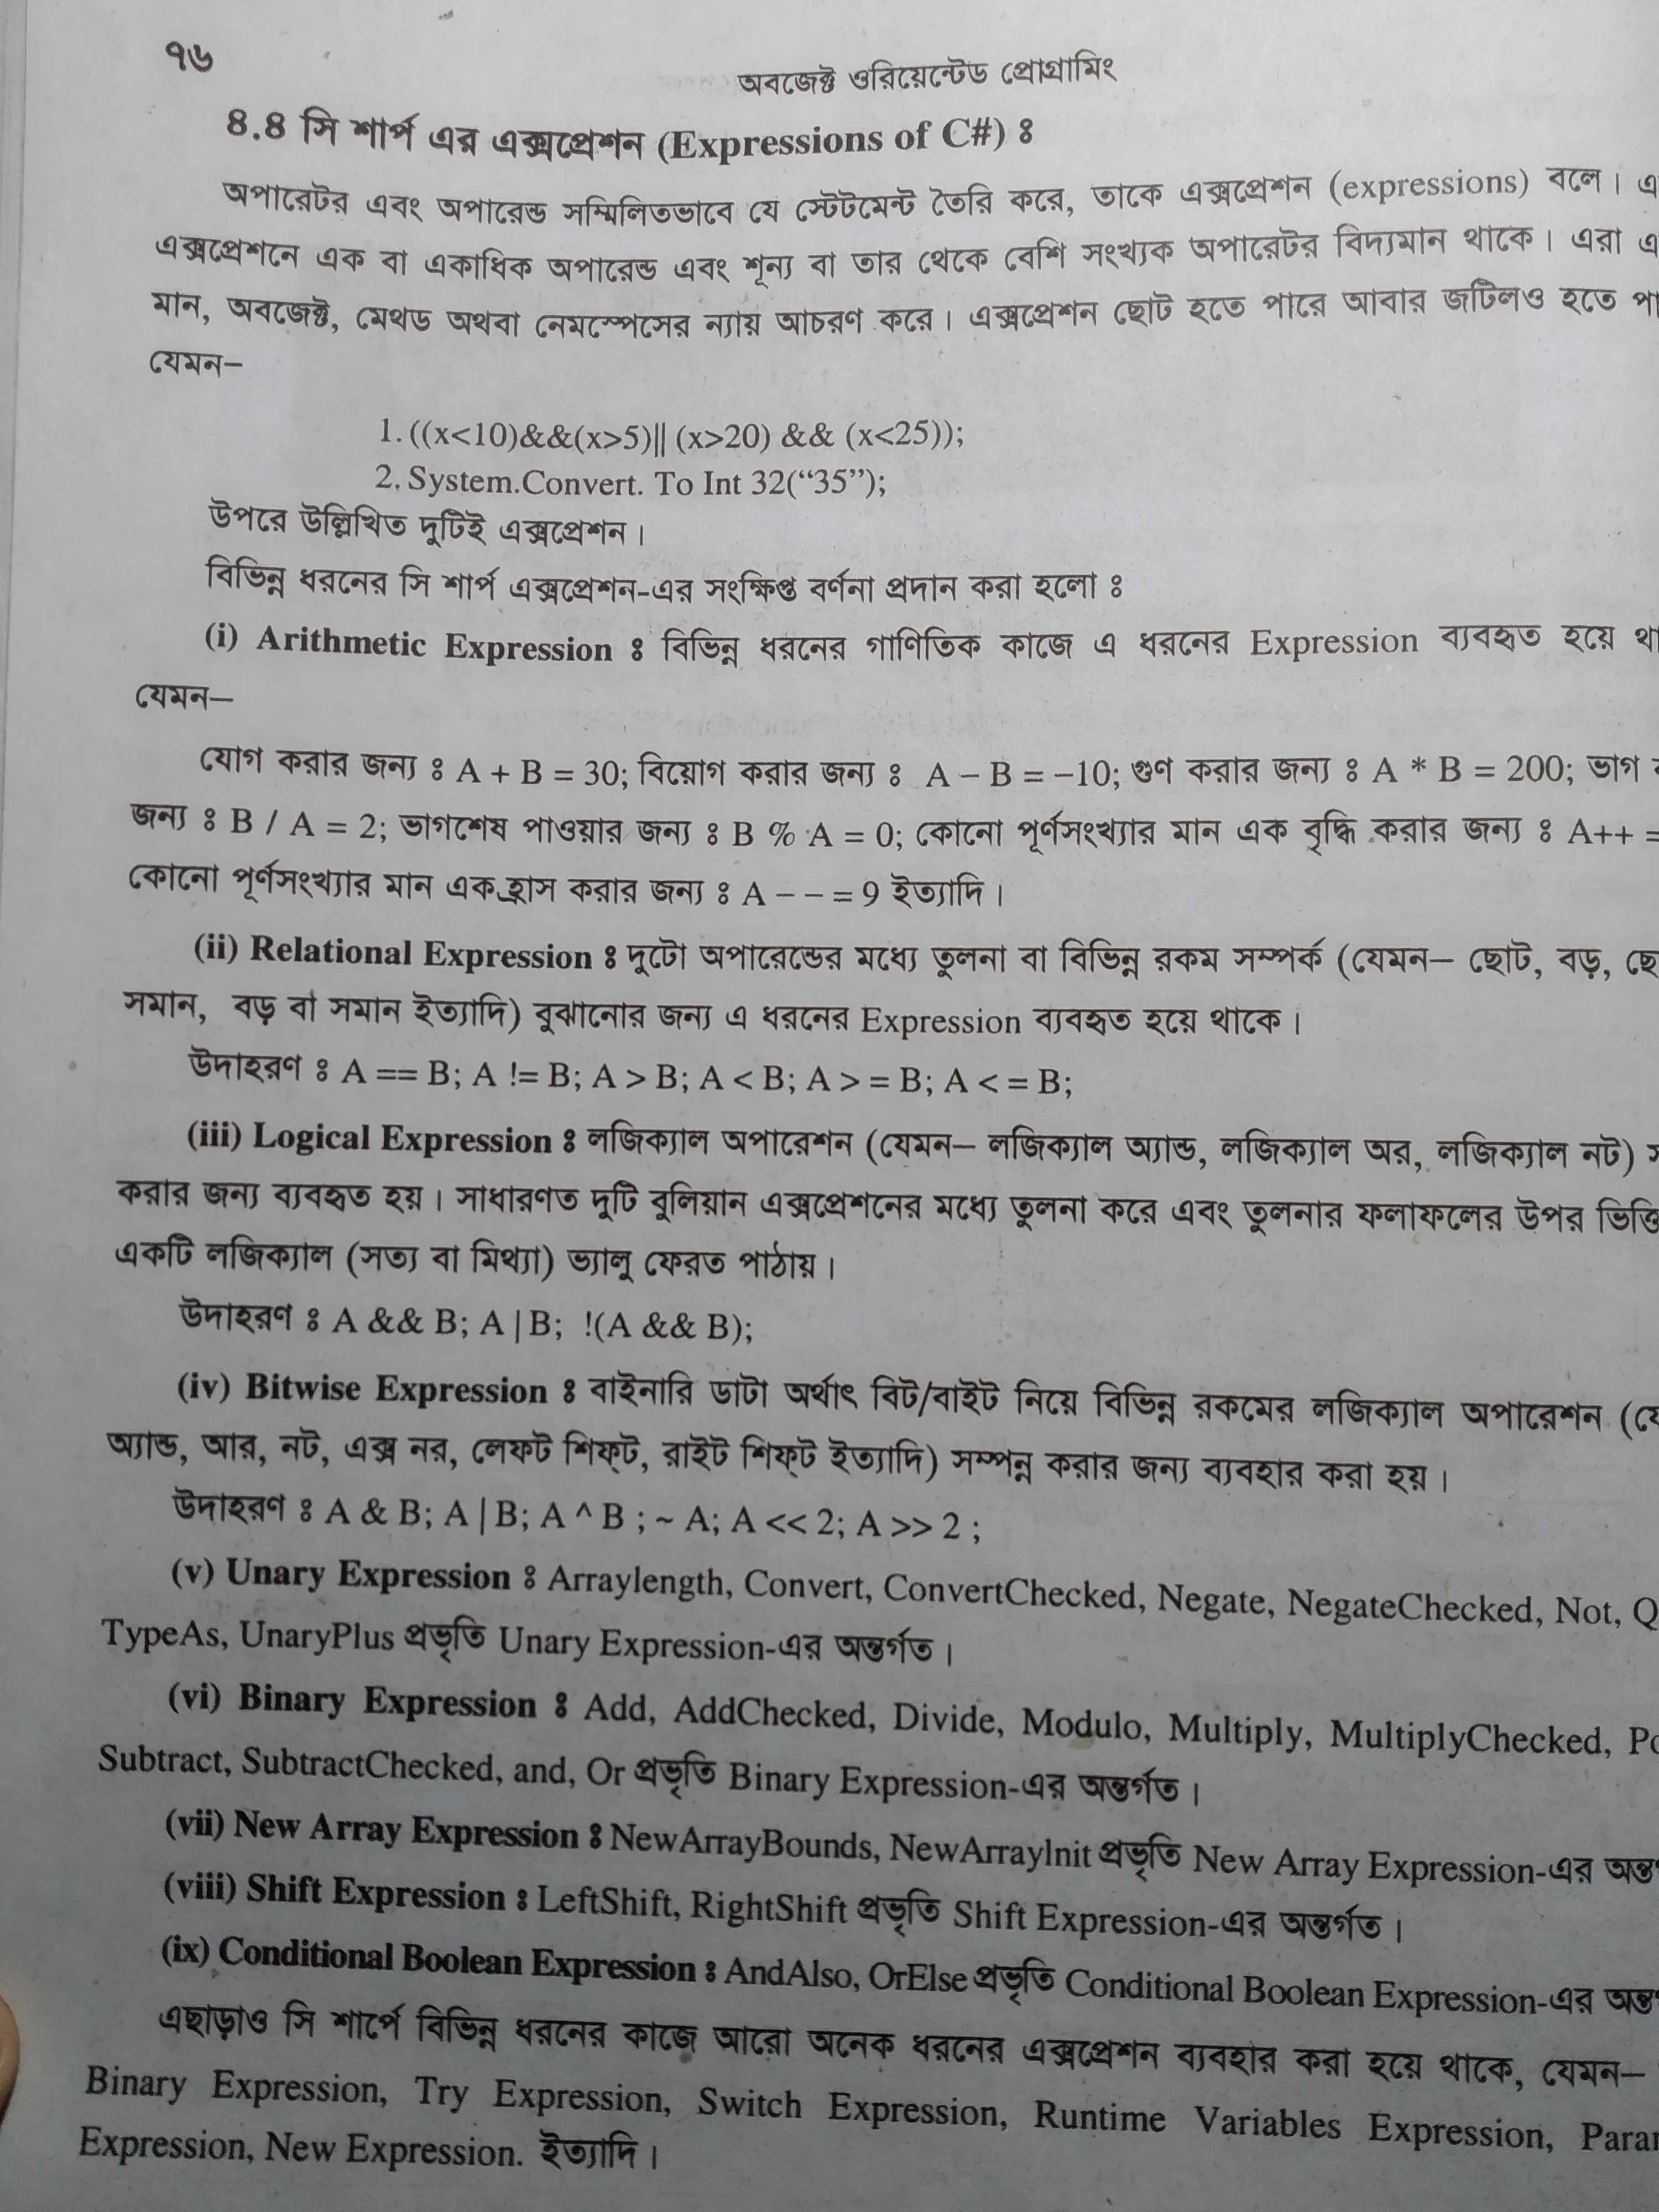 ৭৬
অবজেক্ট ওরিয়েন্টেড প্রোগ্রামিং
৪.৪ সি শার্প এর এক্সপ্রেশন (Expressions of C#) ঃ
অপারেটর এবং অপারেন্ড সম্মিলিতভাবে যে স্টেটমেন্ট তৈরি করে, তাকে এক্সপ্রেশন (expressions) বলে। এ
এক্সপ্রেশনে এক বা একাধিক অপারেন্ড এবং শূন্য বা তার থেকে বেশি সংখ্যক অপারেটর বিদ্যমান থাকে। এরা এ
মান, অবজেক্ট, মেথড অথবা নেমস্পেসের ন্যায় আচরণ করে। এক্সপ্রেশন ছোট হতে পারে আবার জটিলও হতে পা
যেমন–
1. ((x<10)&&(x>5)|| (x>20) && (x<25));
2. System.Convert. To Int 32(“35”);
উপরে উল্লিখিত দুটিই এক্সপ্রেশন।
বিভিন্ন ধরনের সি শার্প এক্সপ্রেশন-এর সংক্ষিপ্ত বর্ণনা প্রদান করা হলো ঃ
(i) Arithmetic Expression ঃ বিভিন্ন ধরনের গাণিতিক কাজে এ ধরনের Expression ব্যবহৃত হয়ে থা
যেমন–
যোগ করার জন্য ঃ A + B = 30; বিয়োগ করার জন্য ঃ A – B = –10; গুণ করার জন্য ঃ A * B = 200; ভাগ
জন্য ঃ B / A = 2; ভাগশেষ পাওয়ার জন্য ঃ B % A = 0; কোনো পূর্ণসংখ্যার মান এক বৃদ্ধি করার জন্য ঃ A++ =
কোনো পূর্ণসংখ্যার মান এক হ্রাস করার জন্য ঃ A – – = 9 ইত্যাদি।
(ii) Relational Expression ঃ দুটো অপারেন্ডের মধ্যে তুলনা বা বিভিন্ন রকম সম্পর্ক (যেমন– ছোট, বড়, ছো
সমান, বড় বা সমান ইত্যাদি) বুঝানোর জন্য এ ধরনের Expression ব্যবহৃত হয়ে থাকে।
উদাহরণ ঃ A == B; A != B; A > B; A < B; A > = B; A < = B;
(iii) Logical Expression ঃ লজিক্যাল অপারেশন (যেমন– লজিক্যাল অ্যান্ড, লজিক্যাল অর, লজিক্যাল নট)
করার জন্য ব্যবহৃত হয়। সাধারণত দুটি বুলিয়ান এক্সপ্রেশনের মধ্যে তুলনা করে এবং তুলনার ফলাফলের উপর ভিত্তি
একটি লজিক্যাল (সত্য বা মিথ্যা) ভ্যালু ফেরত পাঠায়।
উদাহরণ ঃ A && B; A | B; !(A && B);
(iv) Bitwise Expression ঃ বাইনারি ডাটা অর্থাৎ বিট/বাইট নিয়ে বিভিন্ন রকমের লজিক্যাল অপারেশন (যে
অ্যান্ড, আর, নট, এক্স নর, লেফট শিফ্‌ট, রাইট শিফ্‌ট ইত্যাদি) সম্পন্ন করার জন্য ব্যবহার করা হয়।
উদাহরণ ঃ A & B; A | B; A ^ B ; ~ A; A << 2; A >> 2 ;
(v) Unary Expression ঃ Arraylength, Convert, ConvertChecked, Negate, NegateChecked, Not, Q
TypeAs, UnaryPlus প্রভৃতি Unary Expression-এর অন্তর্গত।
(vi) Binary Expression ঃ Add, AddChecked, Divide, Modulo, Multiply, MultiplyChecked, Po
Subtract, SubtractChecked, and, Or প্রভৃতি Binary Expression-এর অন্তর্গত।
(vii) New Array Expression ঃ NewArrayBounds, NewArrayInit প্রভৃতি New Array Expression-এর অন্ত
(viii) Shift Expression ঃ LeftShift, RightShift প্রভৃতি Shift Expression-এর অন্তর্গত।
(ix) Conditional Boolean Expression ঃ AndAlso, OrElse প্রভৃতি Conditional Boolean Expression-এর অন্ত
এছাড়াও সি শার্পে বিভিন্ন ধরনের কাজে আরো অনেক ধরনের এক্সপ্রেশন ব্যবহার করা হয়ে থাকে, যেমন–
Binary Expression, Try Expression, Switch Expression, Runtime Variables Expression, Para
Expression, New Expression. ইত্যাদি।